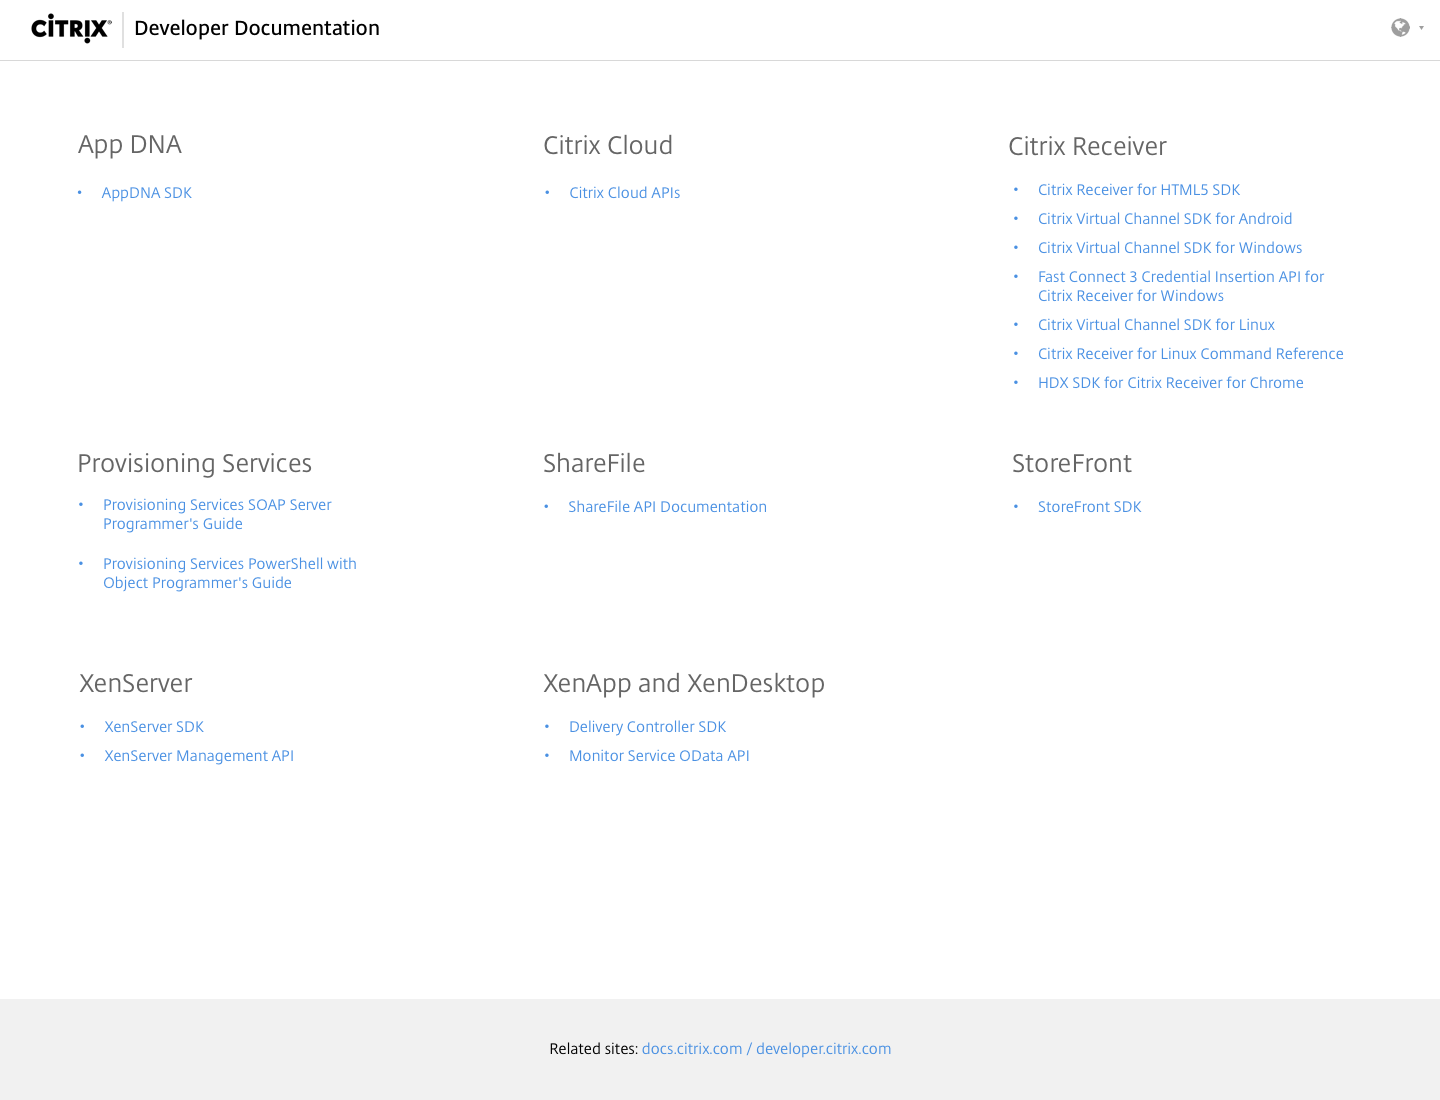 CiTRIX® Developer Documentation
App DNA
• AppDNA SDK
Citrix Cloud
• Citrix Cloud APIs
Citrix Receiver
• Citrix Receiver for HTML5 SDK
• Citrix Virtual Channel SDK for Android
• Citrix Virtual Channel SDK for Windows
• Fast Connect 3 Credential Insertion API for
Citrix Receiver for Windows
• Citrix Virtual Channel SDK for Linux
• Citrix Receiver for Linux Command Reference
• HDX SDK for Citrix Receiver for Chrome
Provisioning Services
• Provisioning Services SOAP Server
Programmer's Guide
• Provisioning Services PowerShell with
Object Programmer's Guide
ShareFile
• ShareFile API Documentation
StoreFront
• StoreFront SDK
XenServer
• XenServer SDK
• XenServer Management API
XenApp and XenDesktop
• Delivery Controller SDK
• Monitor Service OData API
Related sites: docs.citrix.com / developer.citrix.com